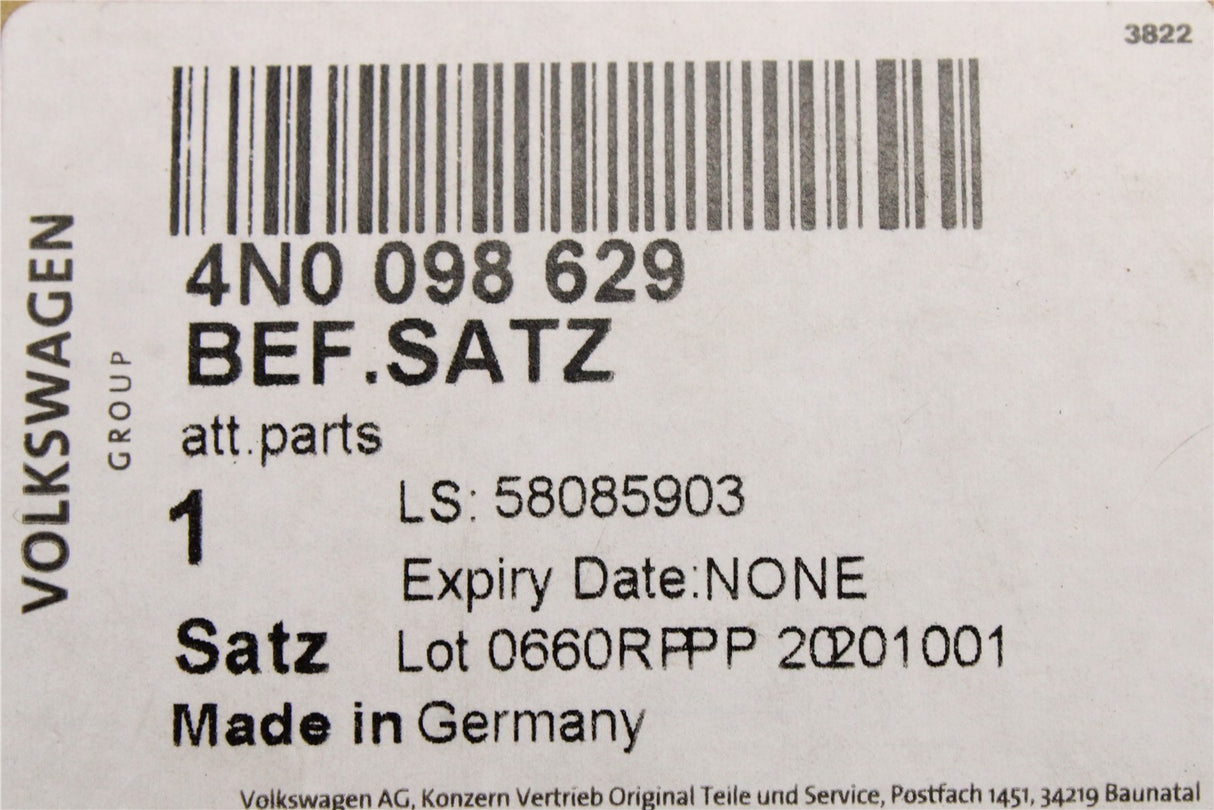 3822
VOLKSWAGEN
GROUP
4N0 098 629
BEF.SATZ
att.parts
1
LS: 58085903
Expiry Date:NONE
Satz Lot 0660RPPPP 20201001
Made in Germany
Volkswagen AG, Konzern Vertrieb Original Teile und Service, Postfach 1451, 34219 Baunatal